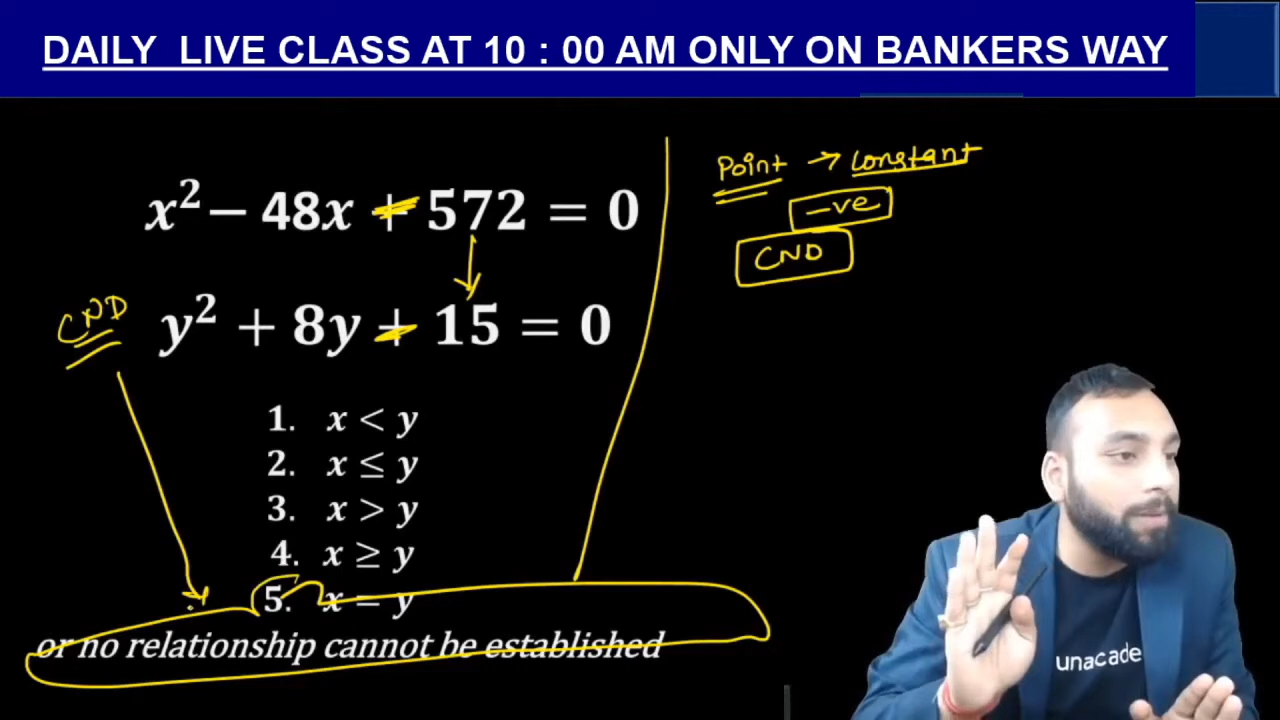 DAILY LIVE CLASS AT 10 : 00 AM ONLY ON BANKERS WAY
x² − 48x + 572 = 0
Point → constant
−ve
CND
CND
y² + 8y + 15 = 0
1. x < y
2. x ≤ y
3. x > y
4. x ≥ y
5. x = y
or no relationship cannot be established
unacade